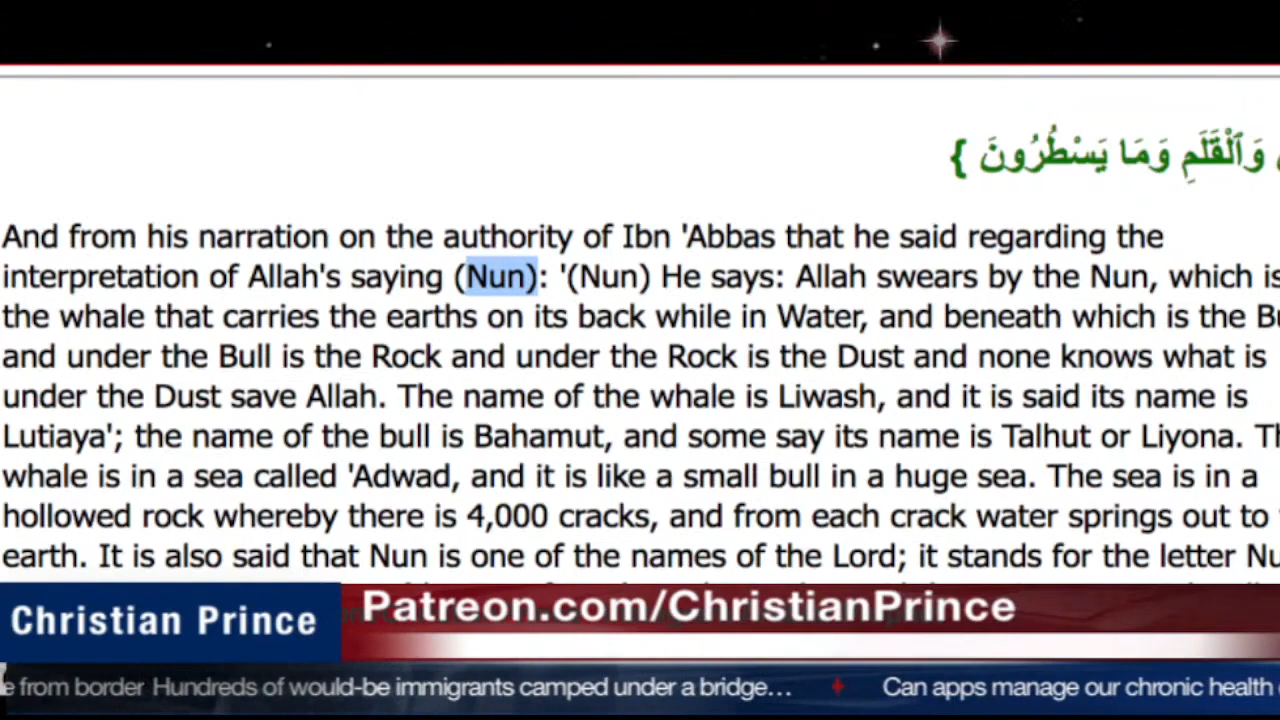 وَٱلْقَلَمِ وَمَا يَسْطُرُونَ }
And from his narration on the authority of Ibn 'Abbas that he said regarding the
interpretation of Allah's saying (Nun): '(Nun) He says: Allah swears by the Nun, which is
the whale that carries the earths on its back while in Water, and beneath which is the
and under the Bull is the Rock and under the Rock is the Dust and none knows what is
under the Dust save Allah. The name of the whale is Liwash, and it is said its name is
Lutiaya'; the name of the bull is Bahamut, and some say its name is Talhut or Liyona.
whale is in a sea called 'Adwad, and it is like a small bull in a huge sea. The sea is in a
hollowed rock whereby there is 4,000 cracks, and from each crack water springs out to
earth. It is also said that Nun is one of the names of the Lord; it stands for the letter
Christian Prince
Patreon.com/ChristianPrince
e from border Hundreds of would-be immigrants camped under a bridge... Can apps manage our chronic health